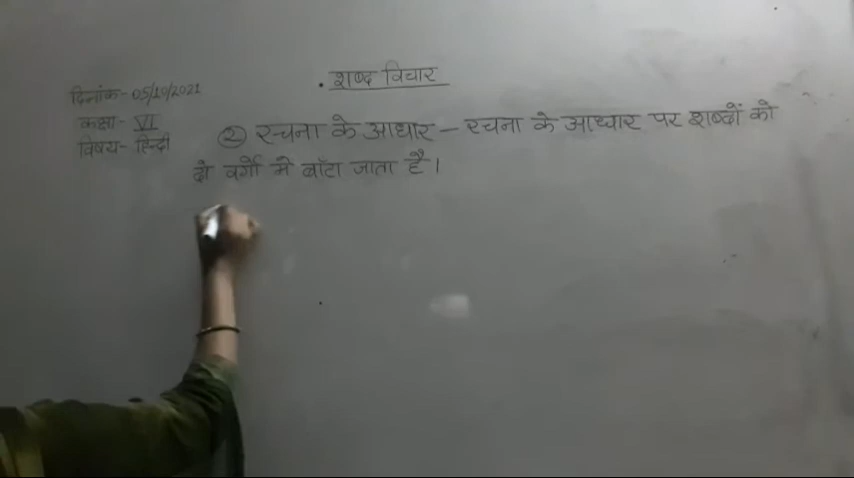 शब्द विचार
दिनांक- 05/10/2021
कक्षा- VI
विषय- हिन्दी
② रचना के आधार – रचना के आधार पर शब्दों को
दो वर्गो मे बाँटा जाता है।